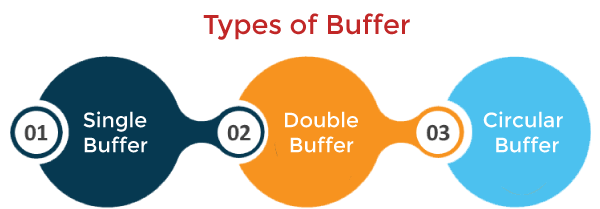 Types of Buffer
01
Single
Buffer
02
Double
Buffer
03
Circular
Buffer